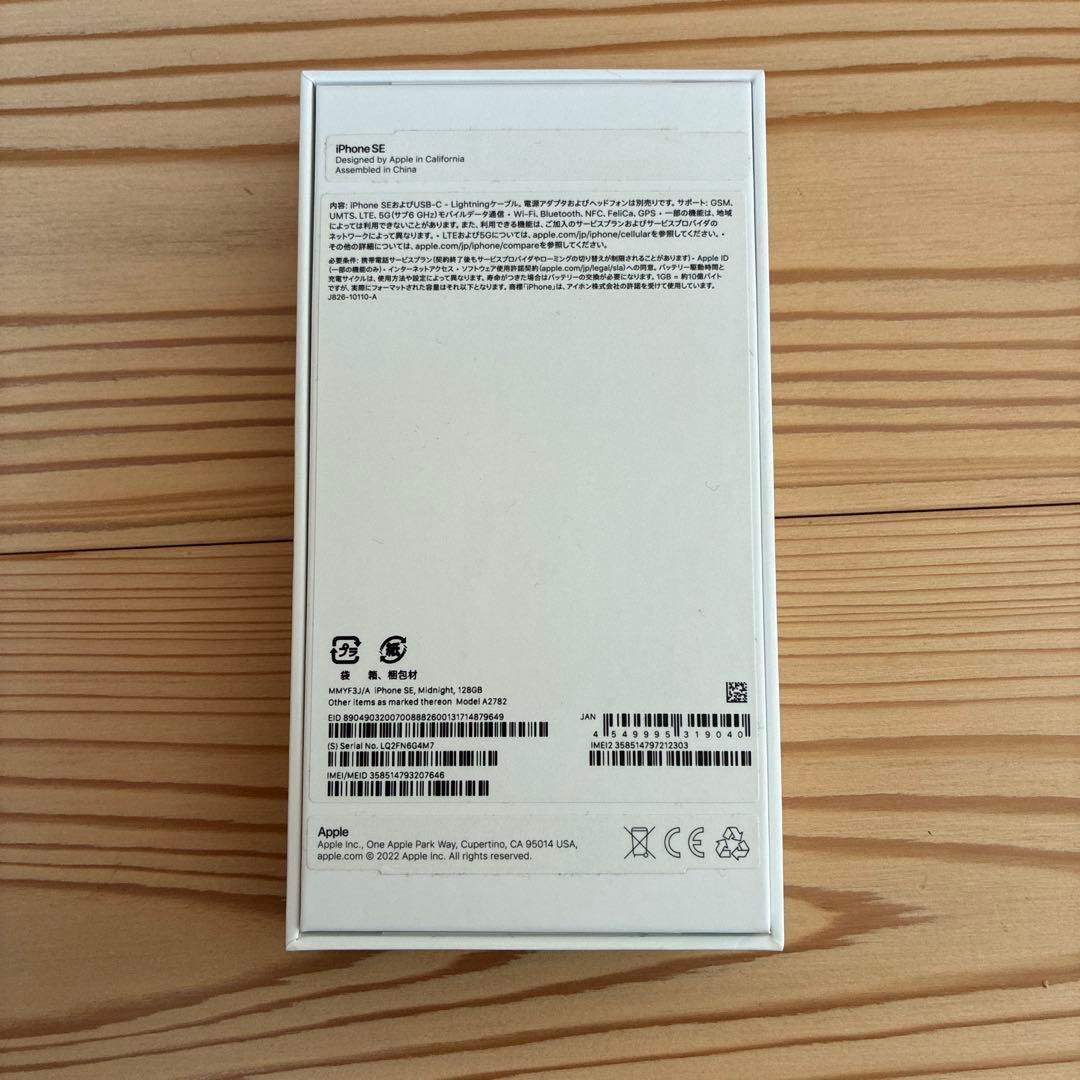 iPhone SE
Designed by Apple in California
Assembled in China
内容: iPhone SEおよびUSB-C - Lightningケーブル。電源アダプタおよびヘッドフォンは別売りです。サポート: GSM、
UMTS、LTE、5G(サブ6 GHz)モバイルデータ通信・Wi-Fi、Bluetooth、NFC、FeliCa、GPS・一部の機能は、地域
によっては利用できないことがあります。また、利用できる機能は、ご加入のサービスプランおよびサービスプロバイダの
ネットワークによって異なります。・LTEおよび5Gについては、apple.com/jp/iphone/cellularを参照してください。・
その他の詳細については、apple.com/jp/iphone/compareを参照してください。
必要条件: 携帯電話サービスプラン(契約終了後もサービスプロバイダやローミングの切り替えが制限されることがあります)・Apple ID
(一部の機能のみ)・インターネットアクセス・ソフトウェア使用許諾契約(apple.com/jp/legal/sla)への同意。バッテリー駆動時間と
充電サイクルは、使用方法や設定によって異なります。寿命がつきた場合はバッテリーの交換が必要になります。1GB = 約10億バイトで
すが、実際にフォーマットされた容量はそれ以下となります。商標「iPhone」は、アイホン株式会社の許諾を受けて使用しています。
J826-10110-A
プラ 紙
袋 箱、梱包材
MMYF3J/A iPhone SE, Midnight, 128GB
Other items as marked thereon Model A2782
EID 89049032007008882600131714879649
JAN 4 549995 319040
(S) Serial No. LQ2FN6G4M7
IMEI2 358514797212303
IMEI/MEID 358514793207646
Apple
Apple Inc., One Apple Park Way, Cupertino, CA 95014 USA,
apple.com © 2022 Apple Inc. All rights reserved.
CE